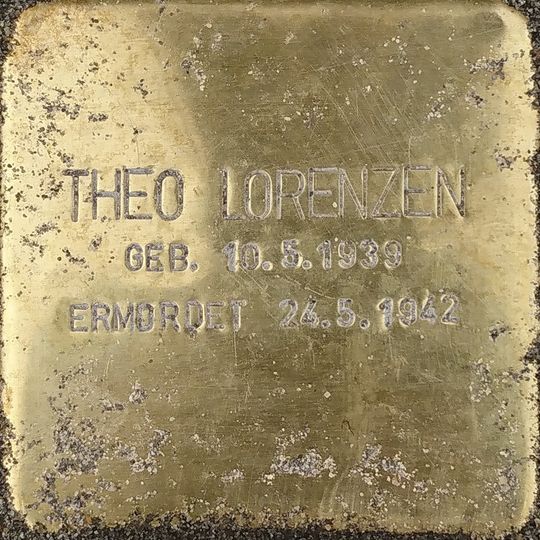 THEO LORENZEN
GEB. 10.5.1939
ERMORDET 24.5.1942